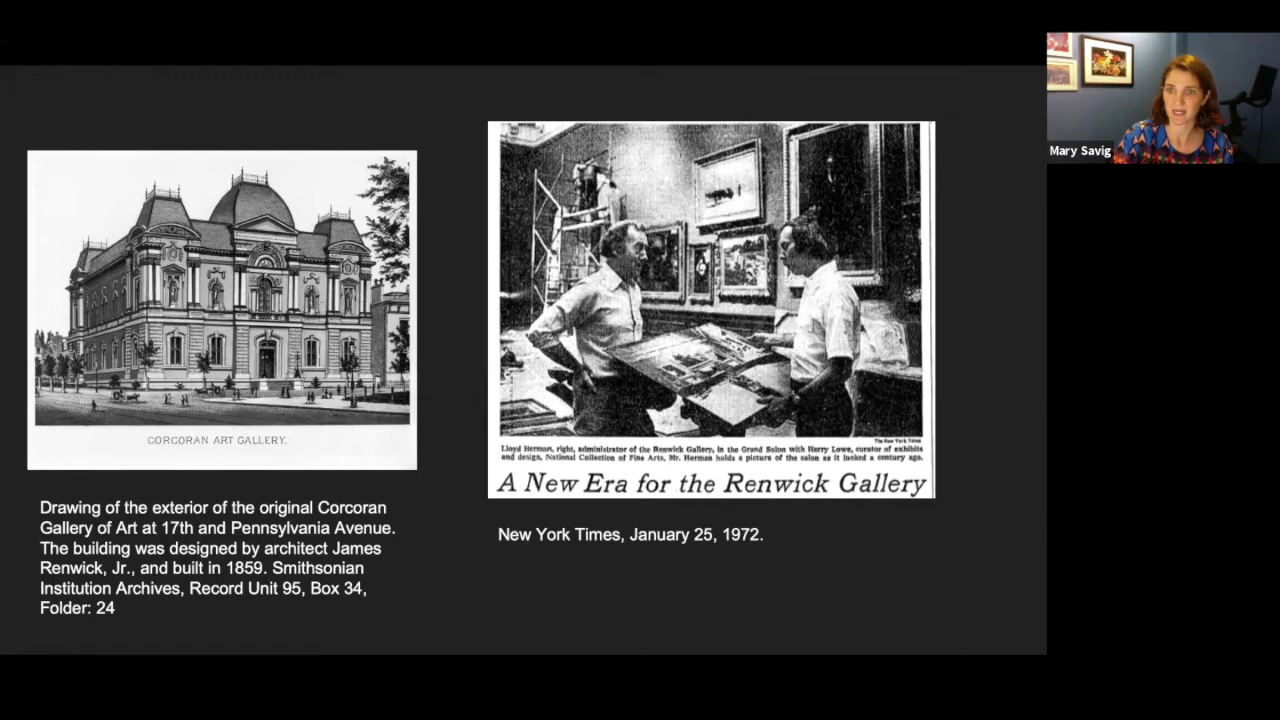 CORCORAN ART GALLERY.
Drawing of the exterior of the original Corcoran
Gallery of Art at 17th and Pennsylvania Avenue.
The building was designed by architect James
Renwick, Jr., and built in 1859. Smithsonian
Institution Archives, Record Unit 95, Box 34,
Folder: 24
The New York Times
Lloyd Herman, right, administrator of the Renwick Gallery, in the Grand Salon with Harry Lowe, curator of exhibits
and design, National Collection of Fine Arts, Mr. Herman holds a picture of the salon as it looked a century ago.
A New Era for the Renwick Gallery
New York Times, January 25, 1972.
Mary Savig